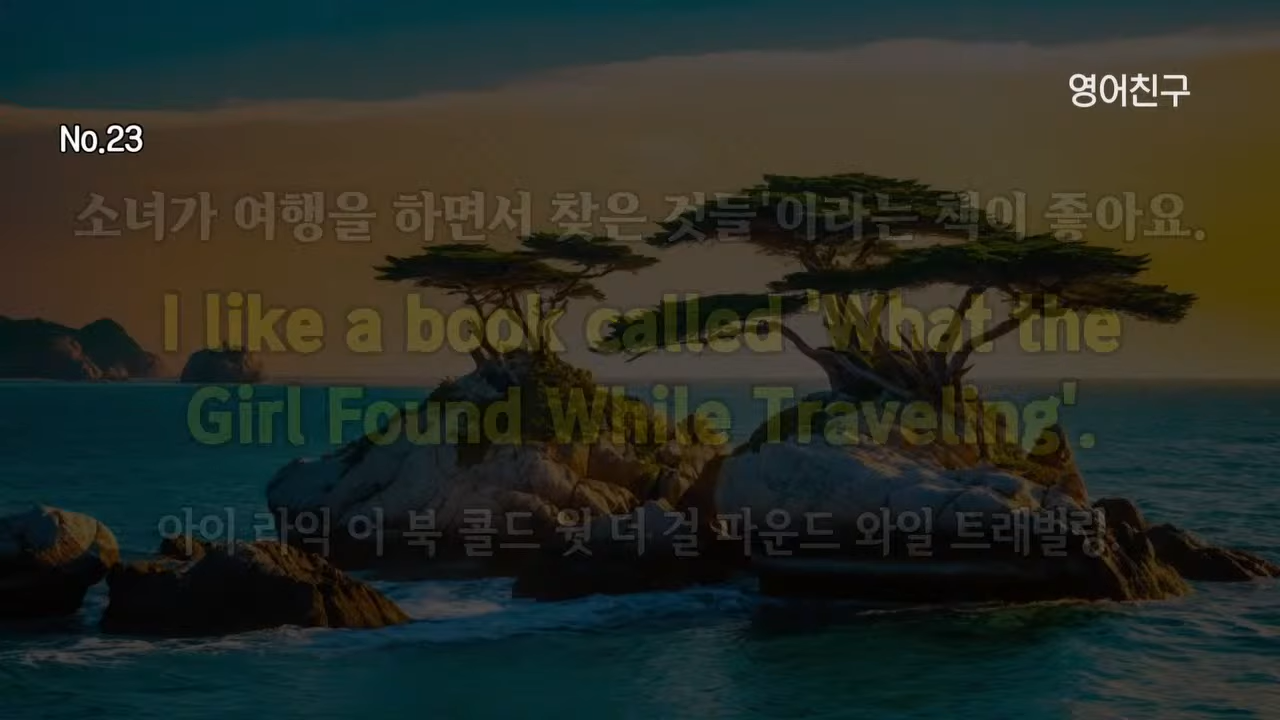 영어친구
No.23
소녀가 여행을 하면서 찾은 것들'이라는 책이 좋아요.
I like a book called 'What the
Girl Found While Traveling'.
아이 라익 어 북 콜드 왓 더 걸 파운드 와일 트래벌링